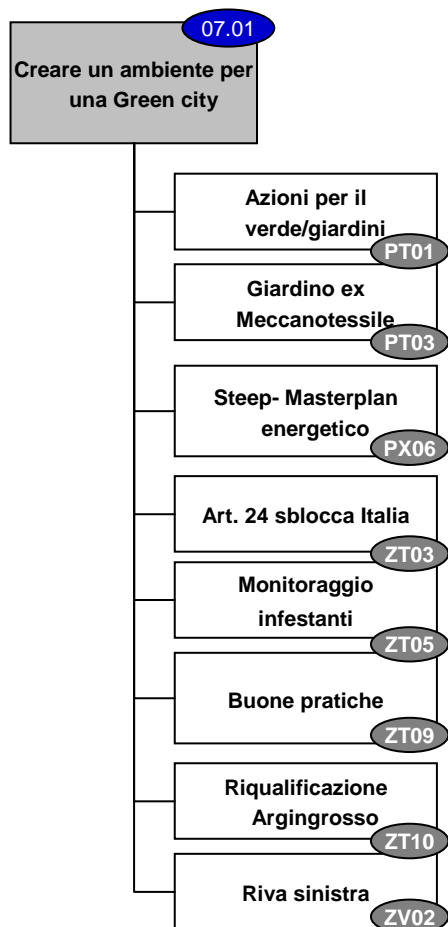 07.01
Creare un ambiente per
una Green city
Azioni per il
verde/giardini
PT01
Giardino ex
Meccanotessile
PT03
Steep- Masterplan
energetico
PX06
Art. 24 sblocca Italia
ZT03
Monitoraggio
infestanti
ZT05
Buone pratiche
ZT09
Riqualificazione
Argingrosso
ZT10
Riva sinistra
ZV02